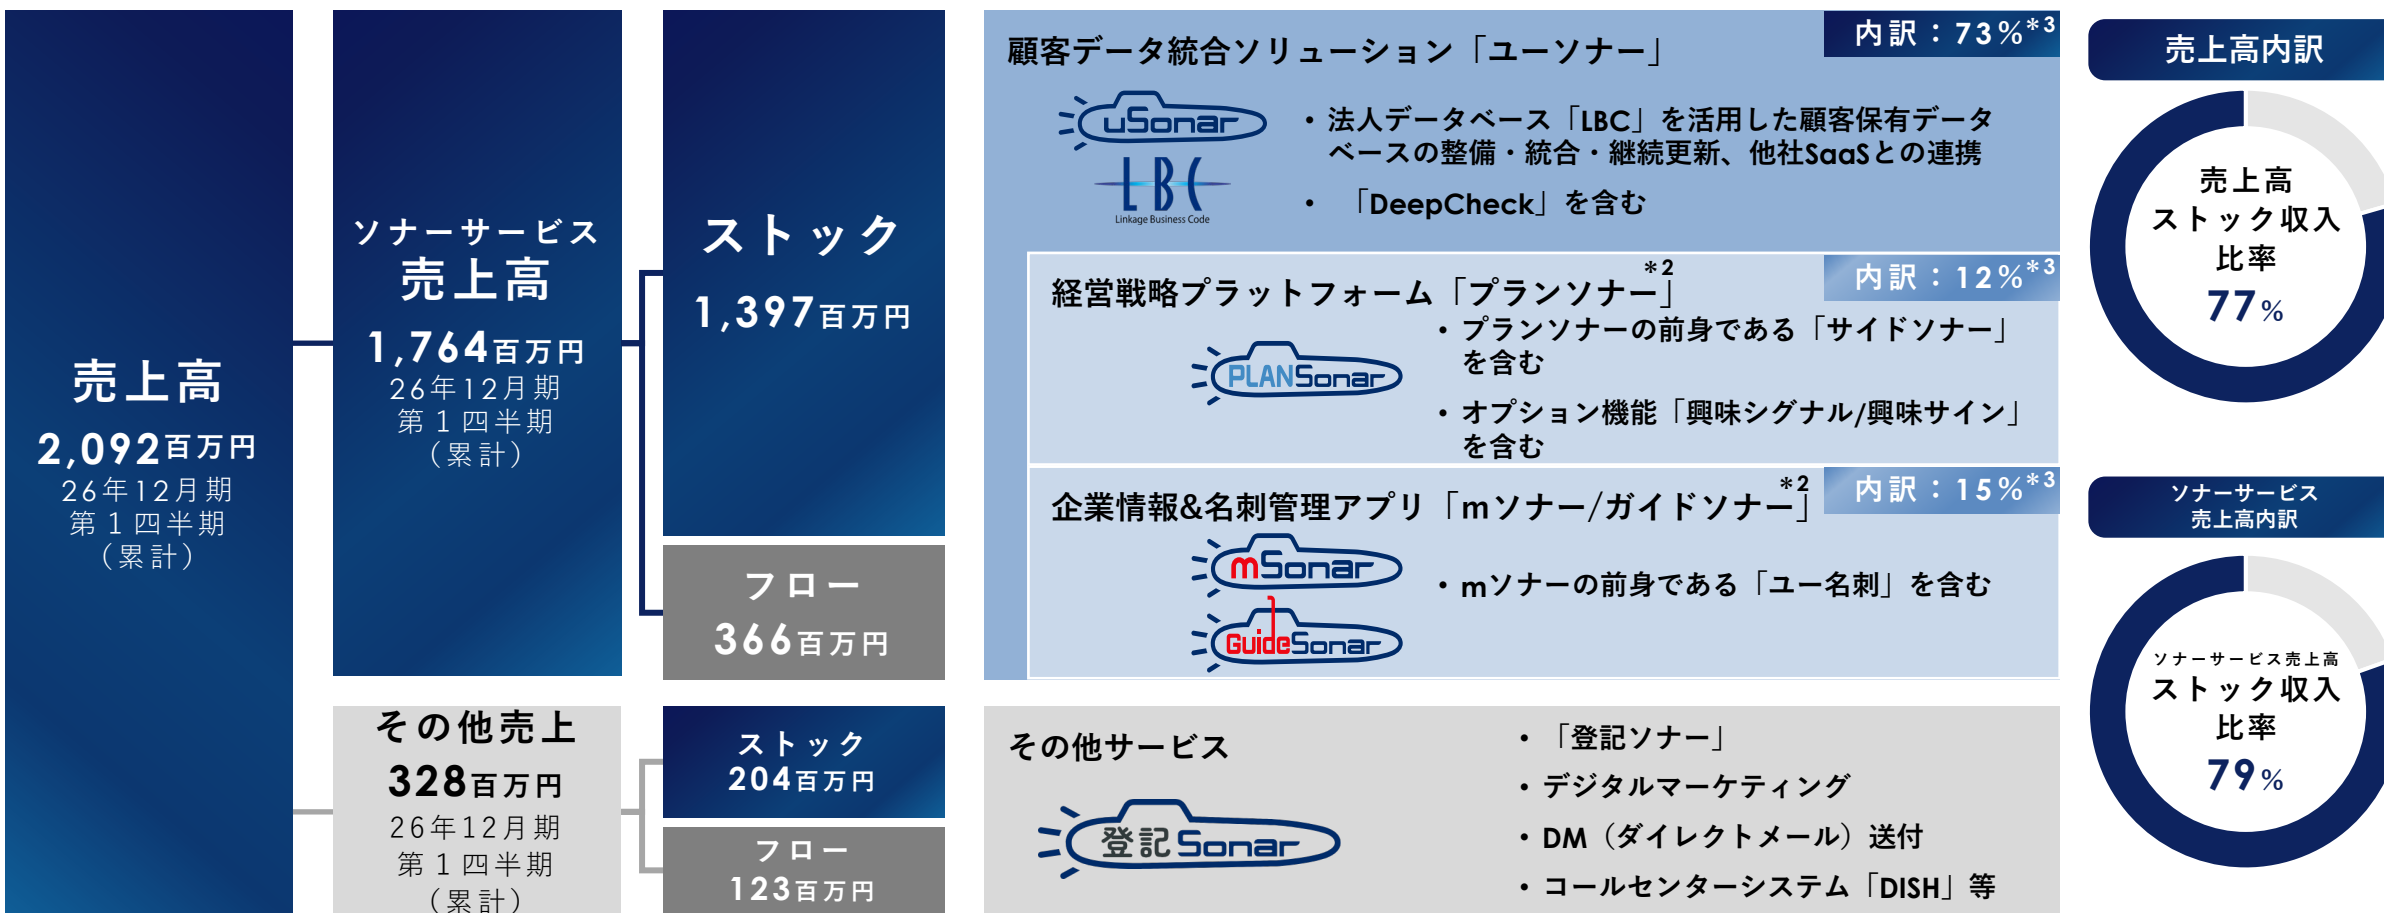 売上高
2,092百万円
26年12月期
第1四半期
（累計）
ソナーサービス
売上高
1,764百万円
26年12月期
第1四半期
（累計）
ストック
1,397百万円
フロー
366百万円
その他売上
328百万円
26年12月期
第1四半期
（累計）
ストック
204百万円
フロー
123百万円
顧客データ統合ソリューション「ユーソナー」
内訳：73%*3
uSonar
LBC
Linkage Business Code
・法人データベース「LBC」を活用した顧客保有データ
ベースの整備・統合・継続更新、他社SaaSとの連携
・「DeepCheck」を含む
経営戦略プラットフォーム「プランソナー」*2
内訳：12%*3
PLANSonar
・プランソナーの前身である「サイドソナー」
を含む
・オプション機能「興味シグナル/興味サイン」
を含む
企業情報&名刺管理アプリ「mソナー/ガイドソナー」*2
内訳：15%*3
mSonar
GuideSonar
・mソナーの前身である「ユー名刺」を含む
その他サービス
登記Sonar
・「登記ソナー」
・デジタルマーケティング
・DM（ダイレクトメール）送付
・コールセンターシステム「DISH」等
売上高内訳
売上高
ストック収入
比率
77%
ソナーサービス
売上高内訳
ソナーサービス売上高
ストック収入
比率
79%